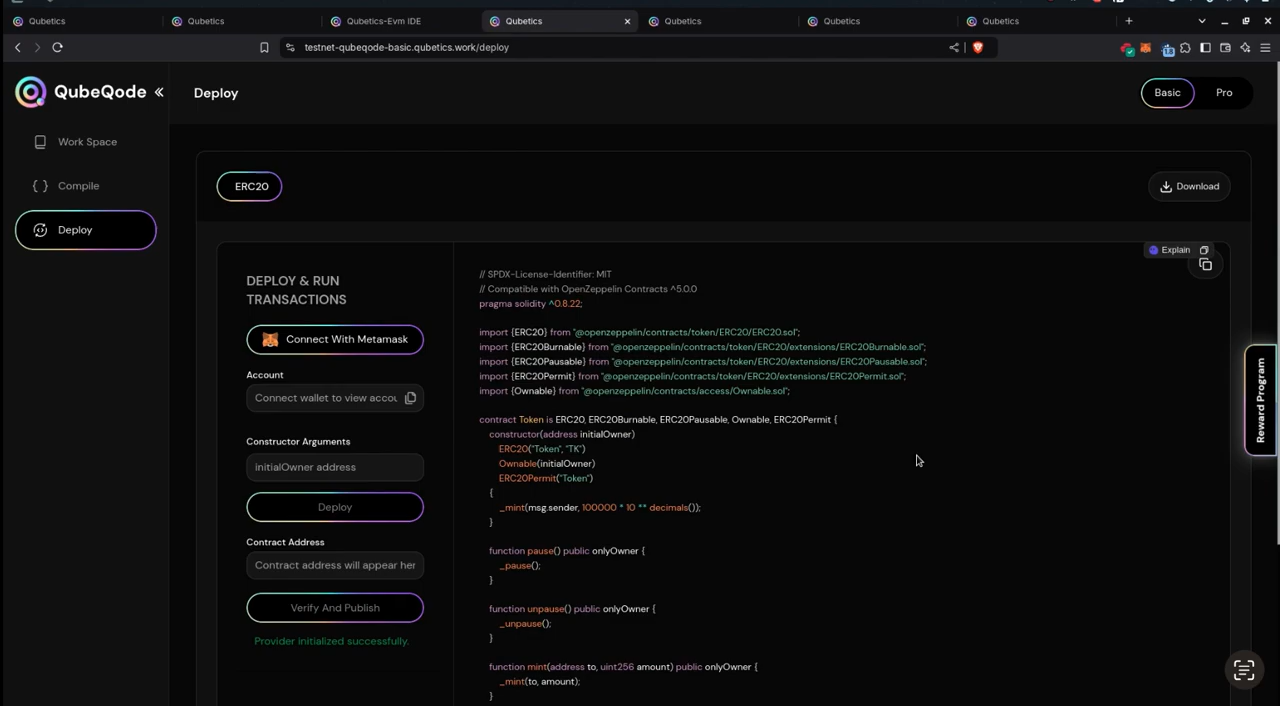 Qubetics
Qubetics
Qubetics-Evm IDE
Qubetics
Qubetics
Qubetics
Qubetics
testnet-qubeqode-basic.qubetics.work/deploy
18
QubeQode
Deploy
Basic
Pro
Work Space
Compile
Deploy
ERC20
Download
Explain
DEPLOY & RUN
TRANSACTIONS
Connect With Metamask
Account
Connect wallet to view accou
Constructor Arguments
initialOwner address
Deploy
Contract Address
Contract address will appear her
Verify And Publish
Provider initialized successfully.
// SPDX-License-Identifier: MIT
// Compatible with OpenZeppelin Contracts ^5.0.0
pragma solidity ^0.8.22;
import {ERC20} from "@openzeppelin/contracts/token/ERC20/ERC20.sol";
import {ERC20Burnable} from "@openzeppelin/contracts/token/ERC20/extensions/ERC20Burnable.sol";
import {ERC20Pausable} from "@openzeppelin/contracts/token/ERC20/extensions/ERC20Pausable.sol";
import {ERC20Permit} from "@openzeppelin/contracts/token/ERC20/extensions/ERC20Permit.sol";
import {Ownable} from "@openzeppelin/contracts/access/Ownable.sol";
contract Token is ERC20, ERC20Burnable, ERC20Pausable, Ownable, ERC20Permit {
constructor(address initialOwner)
ERC20("Token", "TK")
Ownable(initialOwner)
ERC20Permit("Token")
{
_mint(msg.sender, 100000 * 10 ** decimals());
}
function pause() public onlyOwner {
_pause();
}
function unpause() public onlyOwner {
_unpause();
}
function mint(address to, uint256 amount) public onlyOwner {
_mint(to, amount);
}
Reward Program